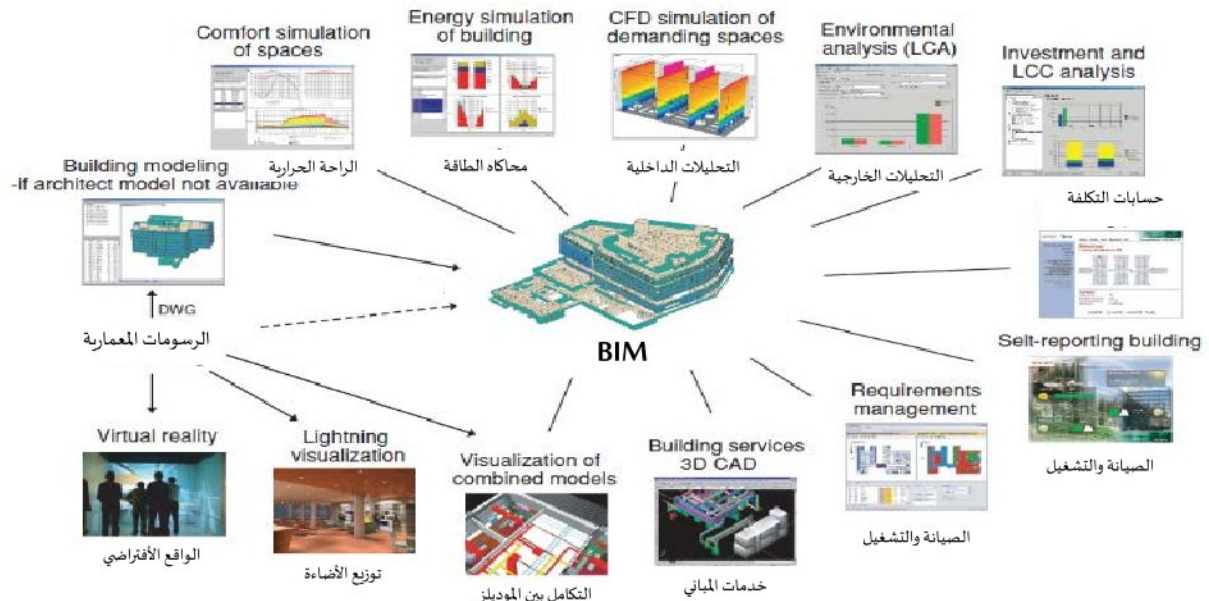 Comfort simulation
of spaces
الراحة الحرارية
Energy simulation
of building
محاكاه الطاقة
CFD simulation of
demanding spaces
التحليلات الداخلية
Environmental
analysis (LCA)
التحليلات الخارجية
Investment and
LCC analysis
حسابات التكلفة
Building modeling
-if architect model not available
DWG
الرسومات المعمارية
BIM
Selt-reporting building
الصيانة والتشغيل
Requirements
management
الصيانة والتشغيل
Virtual reality
الواقع الأفتراضي
Lightning
visualization
توزيع الأضاءة
Visualization of
combined models
التكامل بين الموديلز
Building services
3D CAD
خدمات المباني